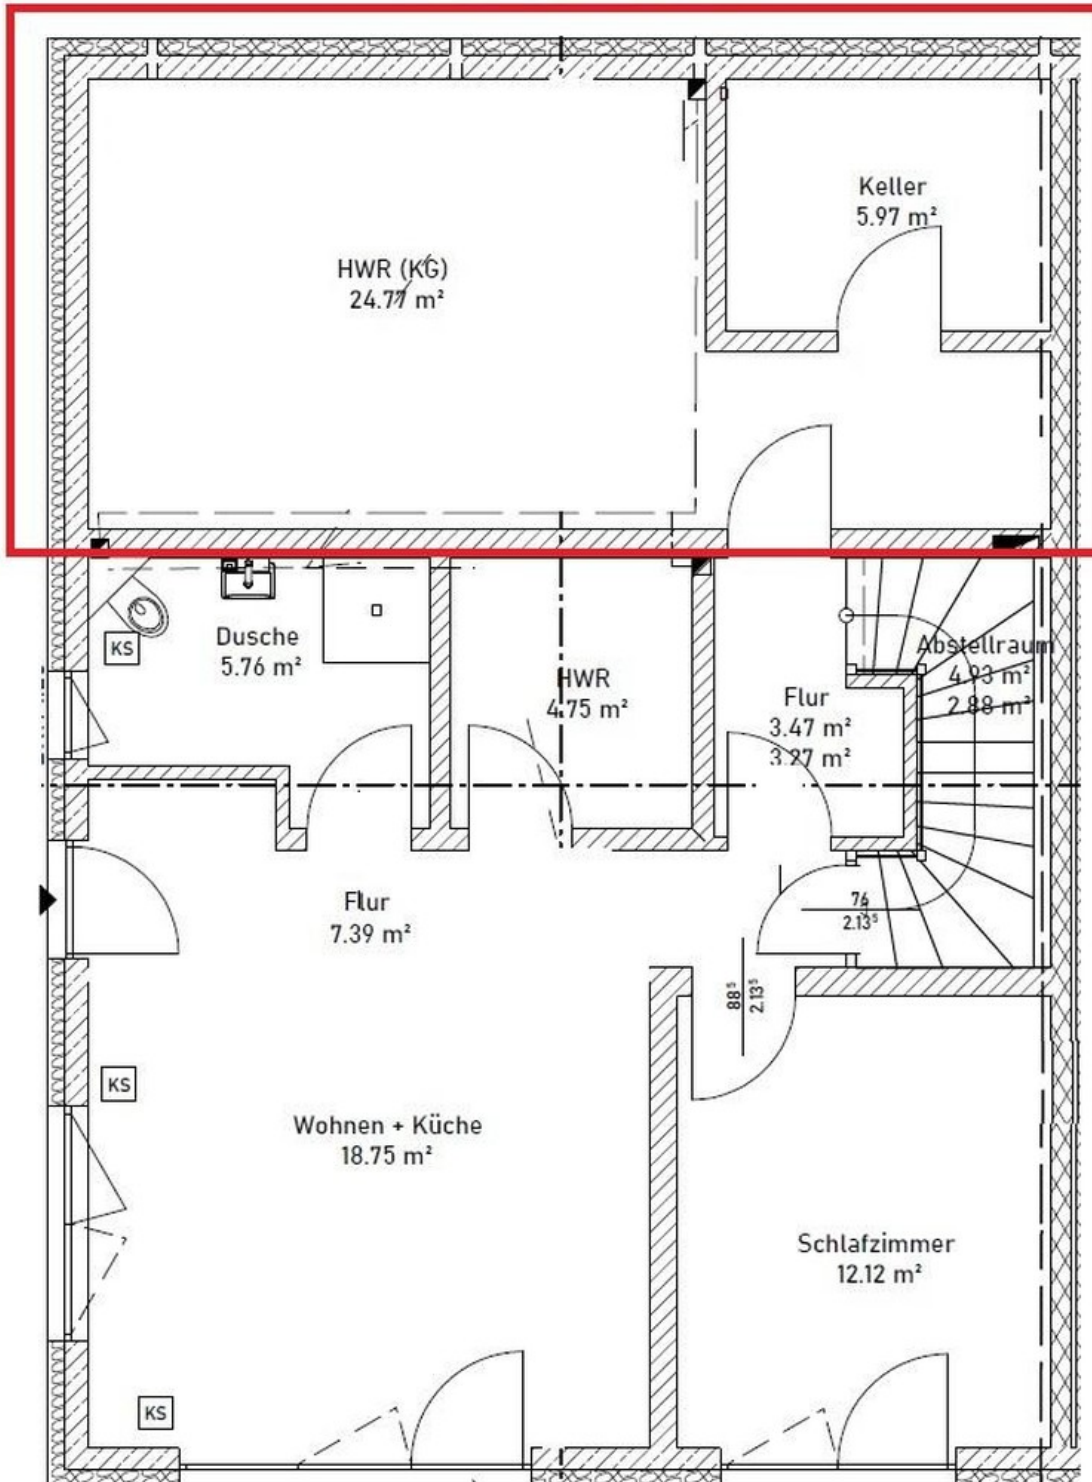 Keller
5.97 m²
HWR (KG)
24.77 m²
Dusche
5.76 m²
KS
HWR
4.75 m²
Flur
3.47 m²
3.27 m²
Abstellraum
4.93 m²
2.88 m²
Flur
7.39 m²
76
2.13⁵
88⁵
2.13⁵
KS
Wohnen + Küche
18.75 m²
Schlafzimmer
12.12 m²
KS